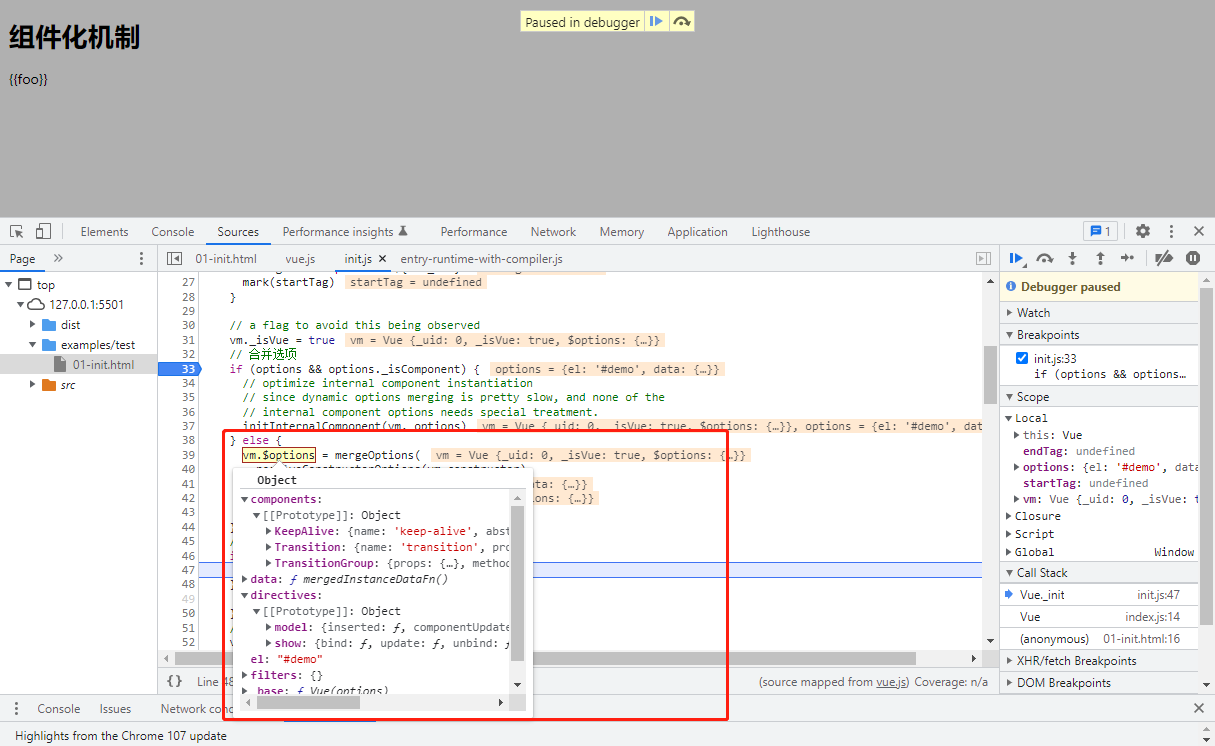 组件化机制
Paused in debugger
{{foo}}
Elements Console Sources Performance insights Performance Network Memory Application Lighthouse 1
Page » 01-init.html vue.js init.js × entry-runtime-with-compiler.js
top
127.0.0.1:5501
dist
examples/test
01-init.html
src
27 mark(startTag) startTag = undefined
28 }
29
30 // a flag to avoid this being observed
31 vm._isVue = true vm = Vue {_uid: 0, _isVue: true, $options: {…}}
32 // 合并选项
33 if (options && options._isComponent) { options = {el: '#demo', data: {…}}
34 // optimize internal component instantiation
35 // since dynamic options merging is pretty slow, and none of the
36 // internal component options needs special treatment.
37 initInternalComponent(vm, options) vm = Vue {_uid: 0, _isVue: true, $options: {…}}, options = {el: '#demo', dat
38 } else {
39 vm.$options = mergeOptions( vm = Vue {_uid: 0, _isVue: true, $options: {…}}
40
41 ata: {…}}
42 ions: {…}}
43
44
45
46
47
48
49
50
51
52
Object
components:
[[Prototype]]: Object
KeepAlive: {name: 'keep-alive', abst
Transition: {name: 'transition', pro
TransitionGroup: {props: {…}, method
data: ƒ mergedInstanceDataFn()
directives:
[[Prototype]]: Object
model: {inserted: ƒ, componentUpdate
show: {bind: ƒ, update: ƒ, unbind: ƒ
el: "#demo"
filters: {}
_base: ƒ Vue(options)
{} Line 48
(source mapped from vue.js) Coverage: n/a
Debugger paused
Watch
Breakpoints
init.js:33
if (options && options…
Scope
Local
this: Vue
endTag: undefined
options: {el: '#demo', data
startTag: undefined
vm: Vue {_uid: 0, _isVue: t
Closure
Script
Global Window
Call Stack
Vue._init init.js:47
Vue index.js:14
(anonymous) 01-init.html:16
XHR/fetch Breakpoints
DOM Breakpoints
Console Issues Network conc
Highlights from the Chrome 107 update